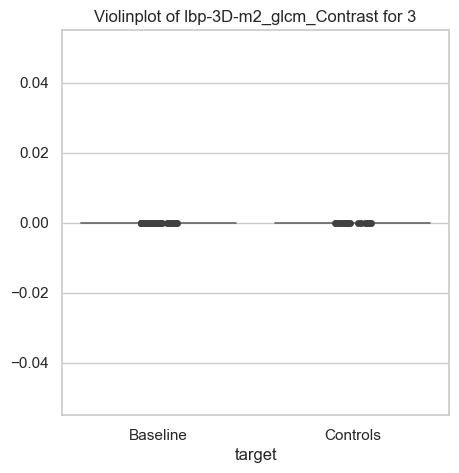 Violinplot of lbp-3D-m2_glcm_Contrast for 3
0.04
0.02
0.00
−0.02
−0.04
Baseline Controls
target